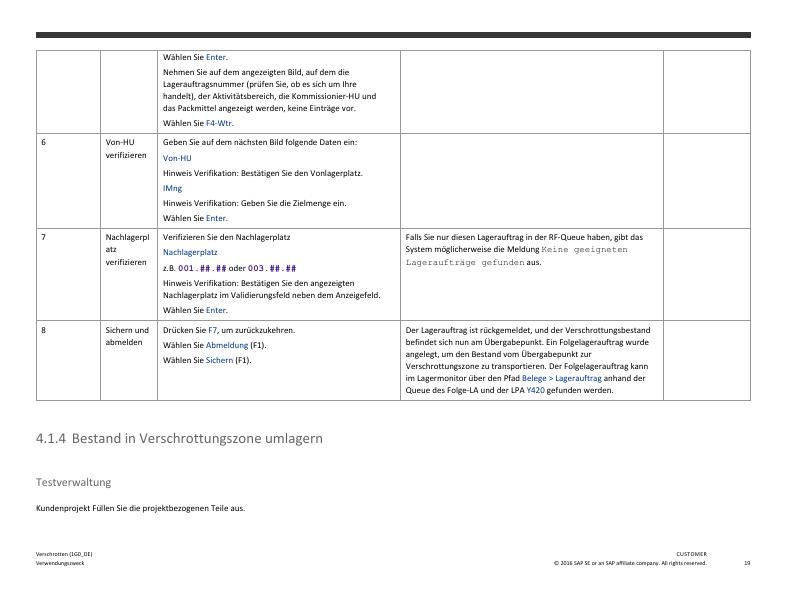 Wählen Sie Enter.
Nehmen Sie auf dem angezeigten Bild, auf dem die
Lagerauftragsnummer (prüfen Sie, ob es sich um Ihre
handelt), der Aktivitätsbereich, die Kommissionier-HU und
das Packmittel angezeigt werden, keine Einträge vor.
Wählen Sie F4-Wtr.
6
Von-HU
verifizieren
Geben Sie auf dem nächsten Bild folgende Daten ein:
Von-HU
Hinweis Verifikation: Bestätigen Sie den Vonlagerplatz.
IMng
Hinweis Verifikation: Geben Sie die Zielmenge ein.
Wählen Sie Enter.
7
Nachlagerpl
atz
verifizieren
Verifizieren Sie den Nachlagerplatz
Nachlagerplatz
z.B. 001.##.## oder 003.##.##
Hinweis Verifikation: Bestätigen Sie den angezeigten
Nachlagerplatz im Validierungsfeld neben dem Anzeigefeld.
Wählen Sie Enter.
Falls Sie nur diesen Lagerauftrag in der RF-Queue haben, gibt das
System möglicherweise die Meldung Keine geeigneten
Lageraufträge gefunden aus.
8
Sichern und
abmelden
Drücken Sie F7, um zurückzukehren.
Wählen Sie Abmeldung (F1).
Wählen Sie Sichern (F1).
Der Lagerauftrag ist rückgemeldet, und der Verschrottungsbestand
befindet sich nun am Übergabepunkt. Ein Folgelagerauftrag wurde
angelegt, um den Bestand vom Übergabepunkt zur
Verschrottungszone zu transportieren. Der Folgelagerauftrag kann
im Lagermonitor über den Pfad Belege > Lagerauftrag anhand der
Queue des Folge-LA und der LPA Y420 gefunden werden.
4.1.4 Bestand in Verschrottungszone umlagern
Testverwaltung
Kundenprojekt Füllen Sie die projektbezogenen Teile aus.
Verschrotten (1G0_DE)
Verwendungszweck
CUSTOMER
© 2016 SAP SE or an SAP affiliate company. All rights reserved.
19